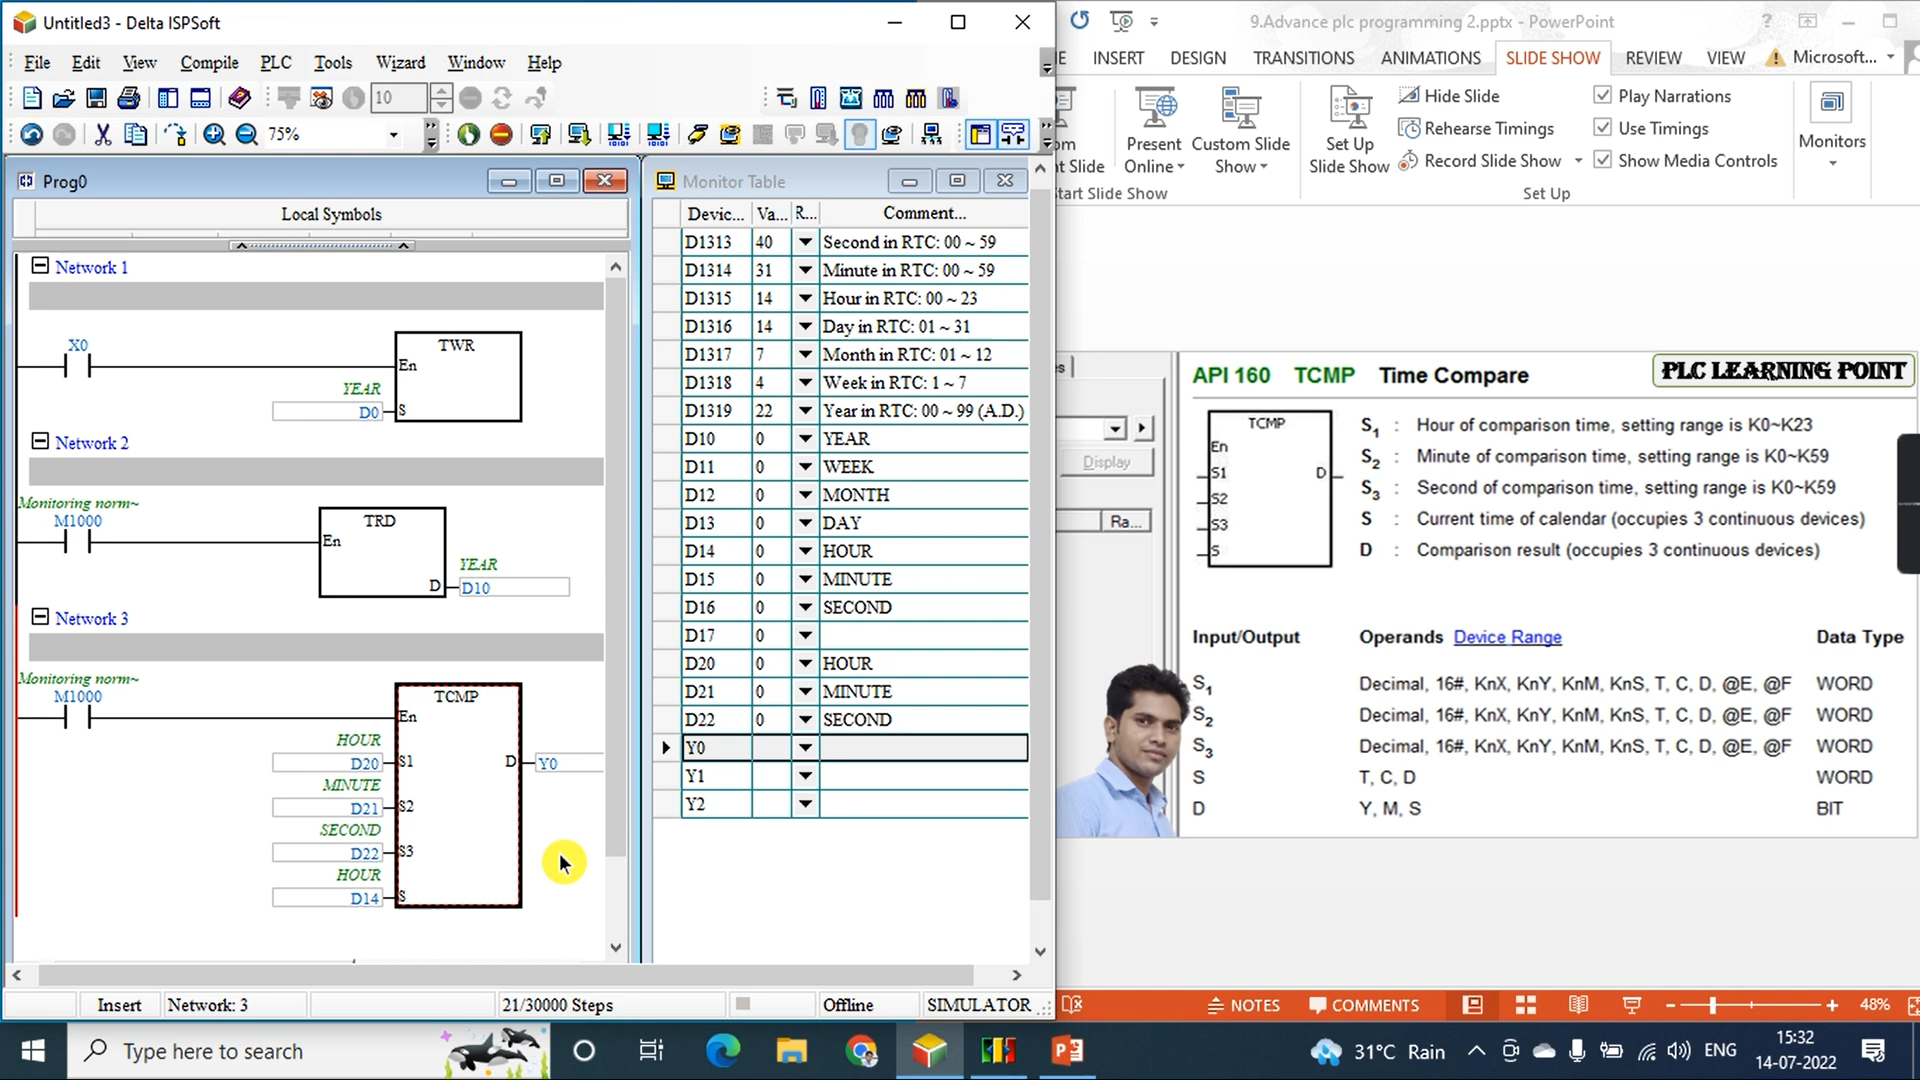 Untitled3 - Delta ISPSoft
File Edit View Compile PLC Tools Wizard Window Help
10
75%
Prog0
Local Symbols
Network 1
X0
TWR
En
YEAR
D0
S
Network 2
Monitoring norm~
M1000
TRD
En
YEAR
D
D10
Network 3
Monitoring norm~
M1000
TCMP
En
HOUR
D20
S1
D
Y0
MINUTE
D21
S2
SECOND
D22
S3
HOUR
D14
S
Monitor Table
Devic... Va... R... Comment...
D1313 40 Second in RTC: 00 ~ 59
D1314 31 Minute in RTC: 00 ~ 59
D1315 14 Hour in RTC: 00 ~ 23
D1316 14 Day in RTC: 01 ~ 31
D1317 7 Month in RTC: 01 ~ 12
D1318 4 Week in RTC: 1 ~ 7
D1319 22 Year in RTC: 00 ~ 99 (A.D.)
D10 0 YEAR
D11 0 WEEK
D12 0 MONTH
D13 0 DAY
D14 0 HOUR
D15 0 MINUTE
D16 0 SECOND
D17 0
D20 0 HOUR
D21 0 MINUTE
D22 0 SECOND
Y0
Y1
Y2
Insert Network: 3 21/30000 Steps Offline SIMULATOR
9.Advance plc programming 2.pptx - PowerPoint
INSERT DESIGN TRANSITIONS ANIMATIONS SLIDE SHOW REVIEW VIEW Microsoft...
Present Online
Custom Slide Show
Set Up Slide Show
Hide Slide
Rehearse Timings
Record Slide Show
Play Narrations
Use Timings
Show Media Controls
Monitors
Set Up
Display
Ra...
API 160 TCMP Time Compare
PLC LEARNING POINT
TCMP
En
S1
S2
S3
S
D
S1 : Hour of comparison time, setting range is K0~K23
S2 : Minute of comparison time, setting range is K0~K59
S3 : Second of comparison time, setting range is K0~K59
S : Current time of calendar (occupies 3 continuous devices)
D : Comparison result (occupies 3 continuous devices)
Input/Output Operands Device Range Data Type
S1 Decimal, 16#, KnX, KnY, KnM, KnS, T, C, D, @E, @F WORD
S2 Decimal, 16#, KnX, KnY, KnM, KnS, T, C, D, @E, @F WORD
S3 Decimal, 16#, KnX, KnY, KnM, KnS, T, C, D, @E, @F WORD
S T, C, D WORD
D Y, M, S BIT
NOTES COMMENTS 48%
Type here to search
31°C Rain
ENG
15:32
14-07-2022